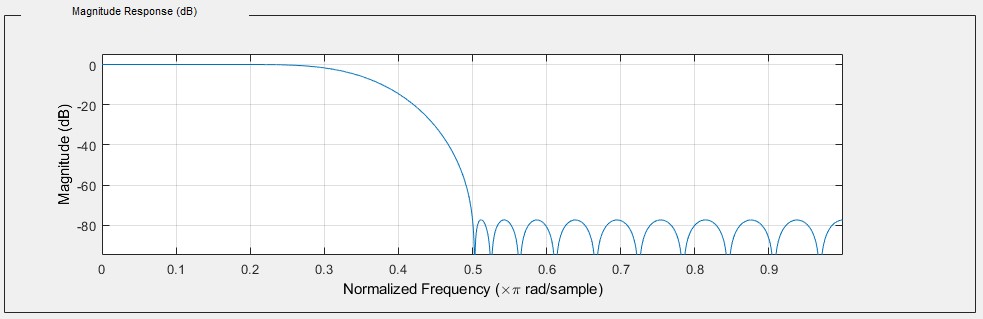 Magnitude Response (dB)
0
-20
-40
-60
-80
Magnitude (dB)
0 0.1 0.2 0.3 0.4 0.5 0.6 0.7 0.8 0.9
Normalized Frequency (×π rad/sample)